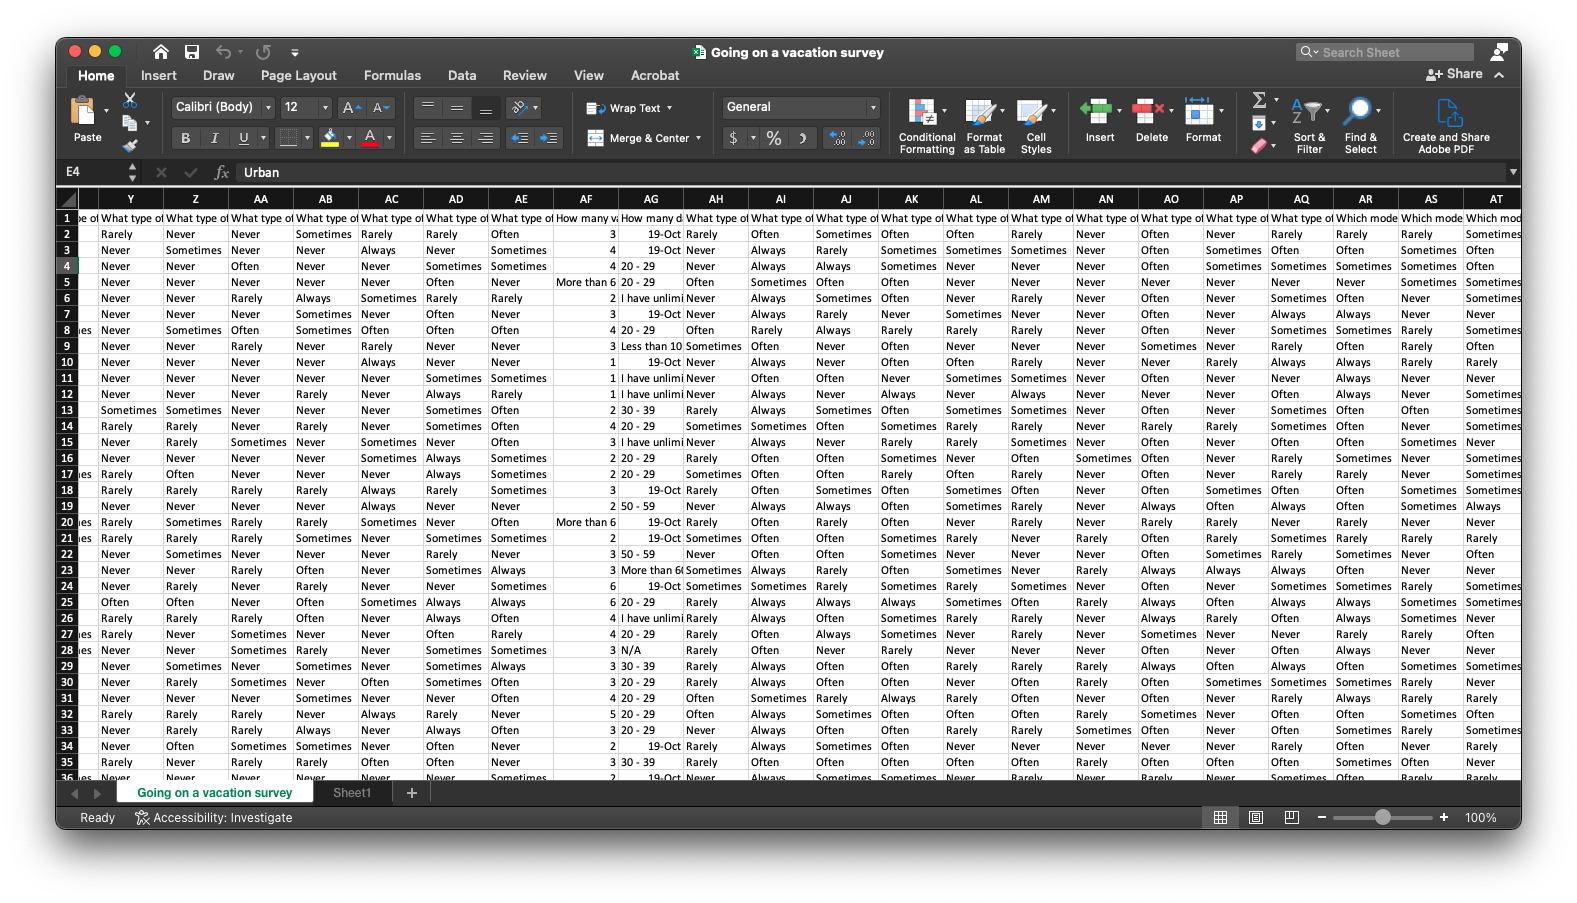 Going on a vacation survey
Search Sheet
Home Insert Draw Page Layout Formulas Data Review View Acrobat
Share
Calibri (Body) 12 A A Wrap Text General
Paste B I U A Merge & Center $ % Conditional Formatting Format as Table Cell Styles Insert Delete Format Sort & Filter Find & Select Create and Share Adobe PDF
E4 fx Urban
Y Z AA AB AC AD AE AF AG AH AI AJ AK AL AM AN AO AP AQ AR AS AT
1 What type of What type of What type of What type of What type of What type of What type of How many What type of What type of What type of What type of What type of What type of What type of What type of What type of What type of Which mode Which mode Which mod
2 Rarely Never Never Sometimes Rarely Rarely Often 3 19-Oct Rarely Often Sometimes Often Often Rarely Never Often Never Rarely Rarely Rarely Sometimes
3 Never Sometimes Never Never Always Never Sometimes 4 19-Oct Never Always Rarely Sometimes Sometimes Sometimes Never Often Sometimes Often Often Sometimes Often
4 Never Never Often Never Never Sometimes Sometimes 4 20 - 29 Never Always Always Sometimes Never Never Never Often Sometimes Sometimes Sometimes Sometimes Often
5 Never Never Never Never Never Often Never More than 6 20 - 29 Often Sometimes Often Often Never Never Never Never Never Never Never Sometimes Sometimes
6 Never Never Rarely Always Sometimes Rarely Rarely 2 I have unlimi Never Always Sometimes Often Never Rarely Never Often Never Sometimes Often Never Sometimes
7 Never Never Never Sometimes Never Often Never 3 19-Oct Never Always Rarely Never Sometimes Never Never Often Never Always Always Never Never
8 Never Sometimes Often Sometimes Often Often Often 4 20 - 29 Often Rarely Always Rarely Rarely Rarely Never Often Never Sometimes Sometimes Rarely Sometimes
9 Never Never Rarely Never Rarely Never Never 3 Less than 10 Sometimes Often Never Often Never Never Never Sometimes Never Rarely Often Rarely Often
10 Never Never Never Never Always Never Never 1 19-Oct Never Always Never Often Often Rarely Never Never Rarely Always Always Rarely Rarely
11 Never Never Never Never Never Sometimes Sometimes 1 I have unlimi Never Often Often Never Sometimes Sometimes Never Often Never Never Always Never Never
12 Never Never Never Rarely Never Always Rarely 1 I have unlimi Never Always Never Always Never Always Never Never Never Often Always Never Sometimes
13 Sometimes Sometimes Never Never Never Sometimes Often 2 30 - 39 Rarely Always Sometimes Often Sometimes Sometimes Never Often Never Sometimes Often Often Sometimes
14 Rarely Rarely Never Rarely Never Sometimes Often 4 20 - 29 Sometimes Sometimes Often Sometimes Rarely Rarely Never Rarely Rarely Sometimes Often Never Sometimes
15 Never Rarely Sometimes Never Sometimes Never Often 3 I have unlimi Never Always Never Rarely Rarely Sometimes Never Often Never Often Often Sometimes Never
16 Never Never Never Never Sometimes Always Sometimes 2 20 - 29 Rarely Often Often Sometimes Never Often Sometimes Often Never Rarely Sometimes Never Sometimes
17 Rarely Often Never Never Never Always Sometimes 2 20 - 29 Sometimes Often Often Rarely Often Rarely Never Often Never Rarely Rarely Never Sometimes
18 Rarely Rarely Rarely Rarely Always Rarely Sometimes 3 19-Oct Rarely Often Sometimes Often Sometimes Often Never Often Sometimes Often Often Sometimes Sometimes
19 Never Never Never Never Always Never Never 2 50 - 59 Never Always Always Often Sometimes Rarely Never Always Often Always Often Sometimes Always
20 Rarely Sometimes Rarely Rarely Sometimes Never Often More than 6 19-Oct Rarely Often Rarely Often Never Rarely Never Rarely Rarely Never Rarely Never Never
21 Rarely Rarely Rarely Sometimes Never Sometimes Sometimes 2 19-Oct Sometimes Often Often Sometimes Rarely Never Rarely Often Rarely Sometimes Rarely Rarely Rarely
22 Never Sometimes Never Never Never Rarely Never 3 50 - 59 Never Often Often Sometimes Never Never Never Often Sometimes Rarely Sometimes Never Often
23 Never Never Rarely Often Never Sometimes Always 3 More than 60 Sometimes Always Rarely Often Sometimes Never Rarely Always Always Always Often Never Never
24 Never Rarely Never Rarely Never Never Sometimes 6 19-Oct Sometimes Sometimes Rarely Sometimes Rarely Sometimes Never Often Never Sometimes Sometimes Rarely Sometimes
25 Often Often Never Often Sometimes Always Always 6 20 - 29 Rarely Always Always Always Sometimes Often Rarely Always Often Always Always Sometimes Sometimes
26 Rarely Rarely Rarely Often Never Always Often 4 I have unlimi Rarely Always Often Sometimes Rarely Rarely Never Always Rarely Often Always Sometimes Never
27 Rarely Never Sometimes Never Never Often Rarely 4 20 - 29 Rarely Often Always Sometimes Never Rarely Never Sometimes Never Never Rarely Rarely Often
28 Never Never Sometimes Rarely Never Sometimes Sometimes 3 N/A Rarely Often Never Rarely Never Never Never Often Never Often Always Never Never
29 Never Sometimes Never Sometimes Never Sometimes Always 3 30 - 39 Rarely Always Often Often Rarely Rarely Rarely Always Often Always Often Sometimes Sometimes
30 Never Rarely Sometimes Never Often Sometimes Often 3 20 - 29 Rarely Always Often Often Never Often Rarely Often Sometimes Sometimes Sometimes Rarely Never
31 Never Never Never Sometimes Never Never Often 4 20 - 29 Often Sometimes Rarely Always Rarely Often Never Often Never Rarely Always Rarely Rarely
32 Rarely Rarely Rarely Never Always Rarely Never 5 20 - 29 Often Always Sometimes Often Often Often Rarely Sometimes Never Often Often Sometimes Often
33 Never Rarely Rarely Always Never Always Often 3 20 - 29 Never Always Often Often Rarely Rarely Sometimes Often Never Often Sometimes Rarely Sometimes
34 Never Often Sometimes Sometimes Never Often Never 2 19-Oct Rarely Always Sometimes Often Never Never Never Never Never Rarely Often Never Rarely
35 Rarely Never Rarely Rarely Often Often Never 3 30 - 39 Rarely Always Often Often Often Often Rarely Often Often Often Sometimes Often Never
36 Never Rarely Rarely Never Never Never Sometimes 2 19-Oct Never Always Sometimes Sometimes Never Rarely Never Rarely Never Sometimes Often Rarely Rarely
Going on a vacation survey Sheet1 +
Ready Accessibility: Investigate 100%